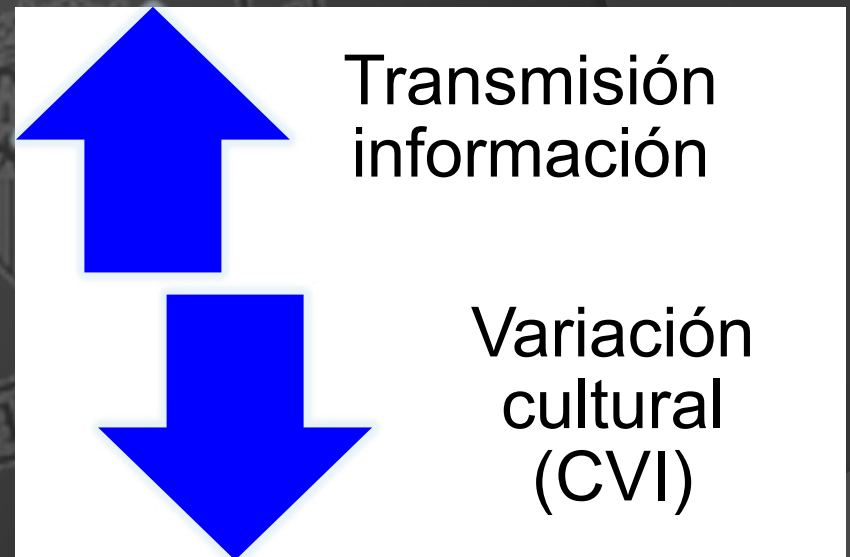 Transmisión
información
Variación
cultural
(CVI)